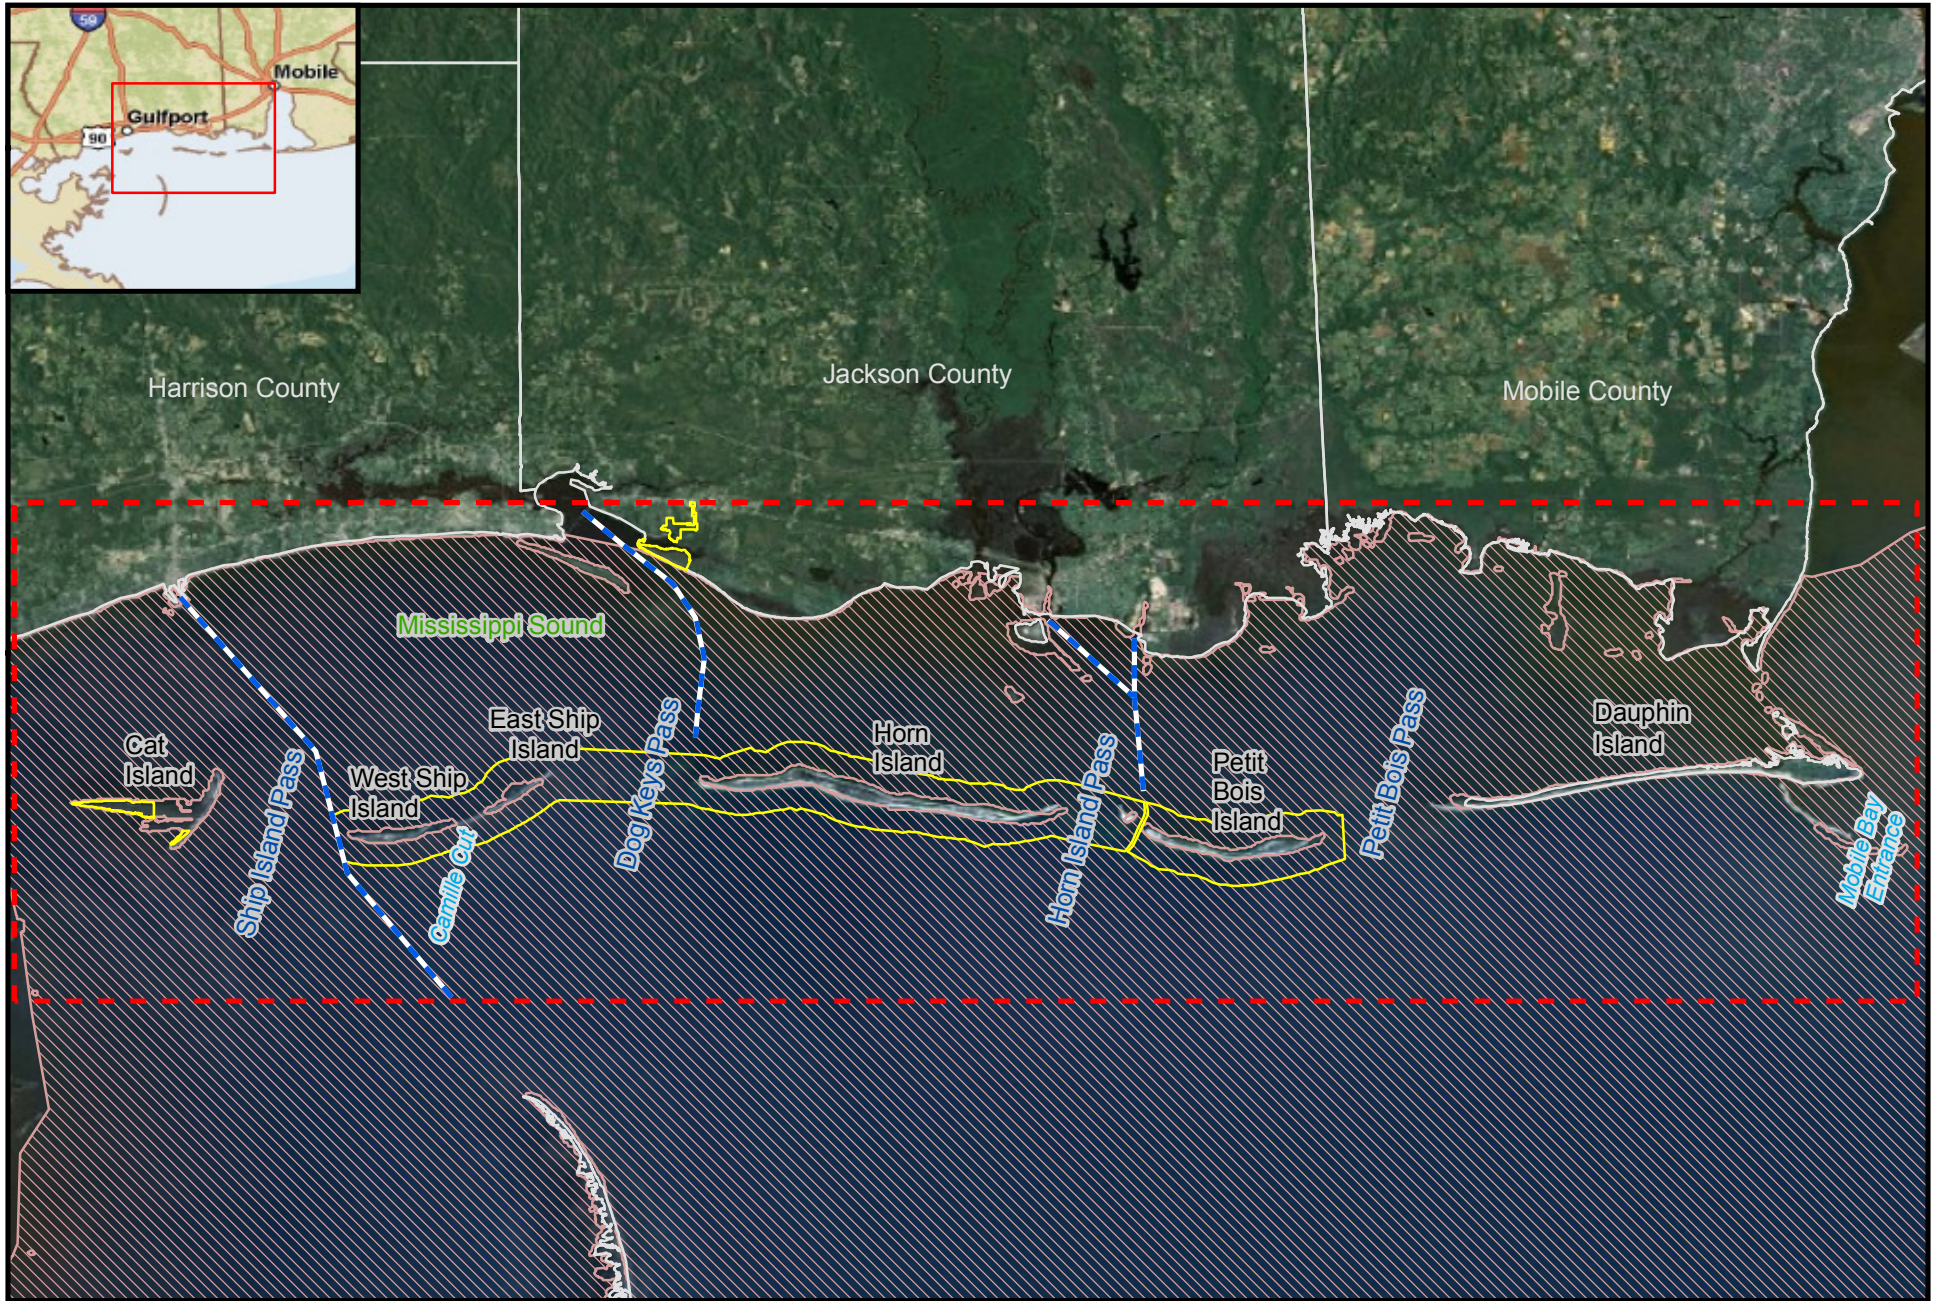 59
Mobile
Gulfport
90
Harrison County
Jackson County
Mobile County
Mississippi Sound
Cat
Island
Ship Island Pass
West Ship
Island
East Ship
Island
Camille Cut
Dog Keys Pass
Horn
Island
Horn Island Pass
Petit
Bois
Island
Petit Bois Pass
Dauphin
Island
Mobile Bay
Entrance